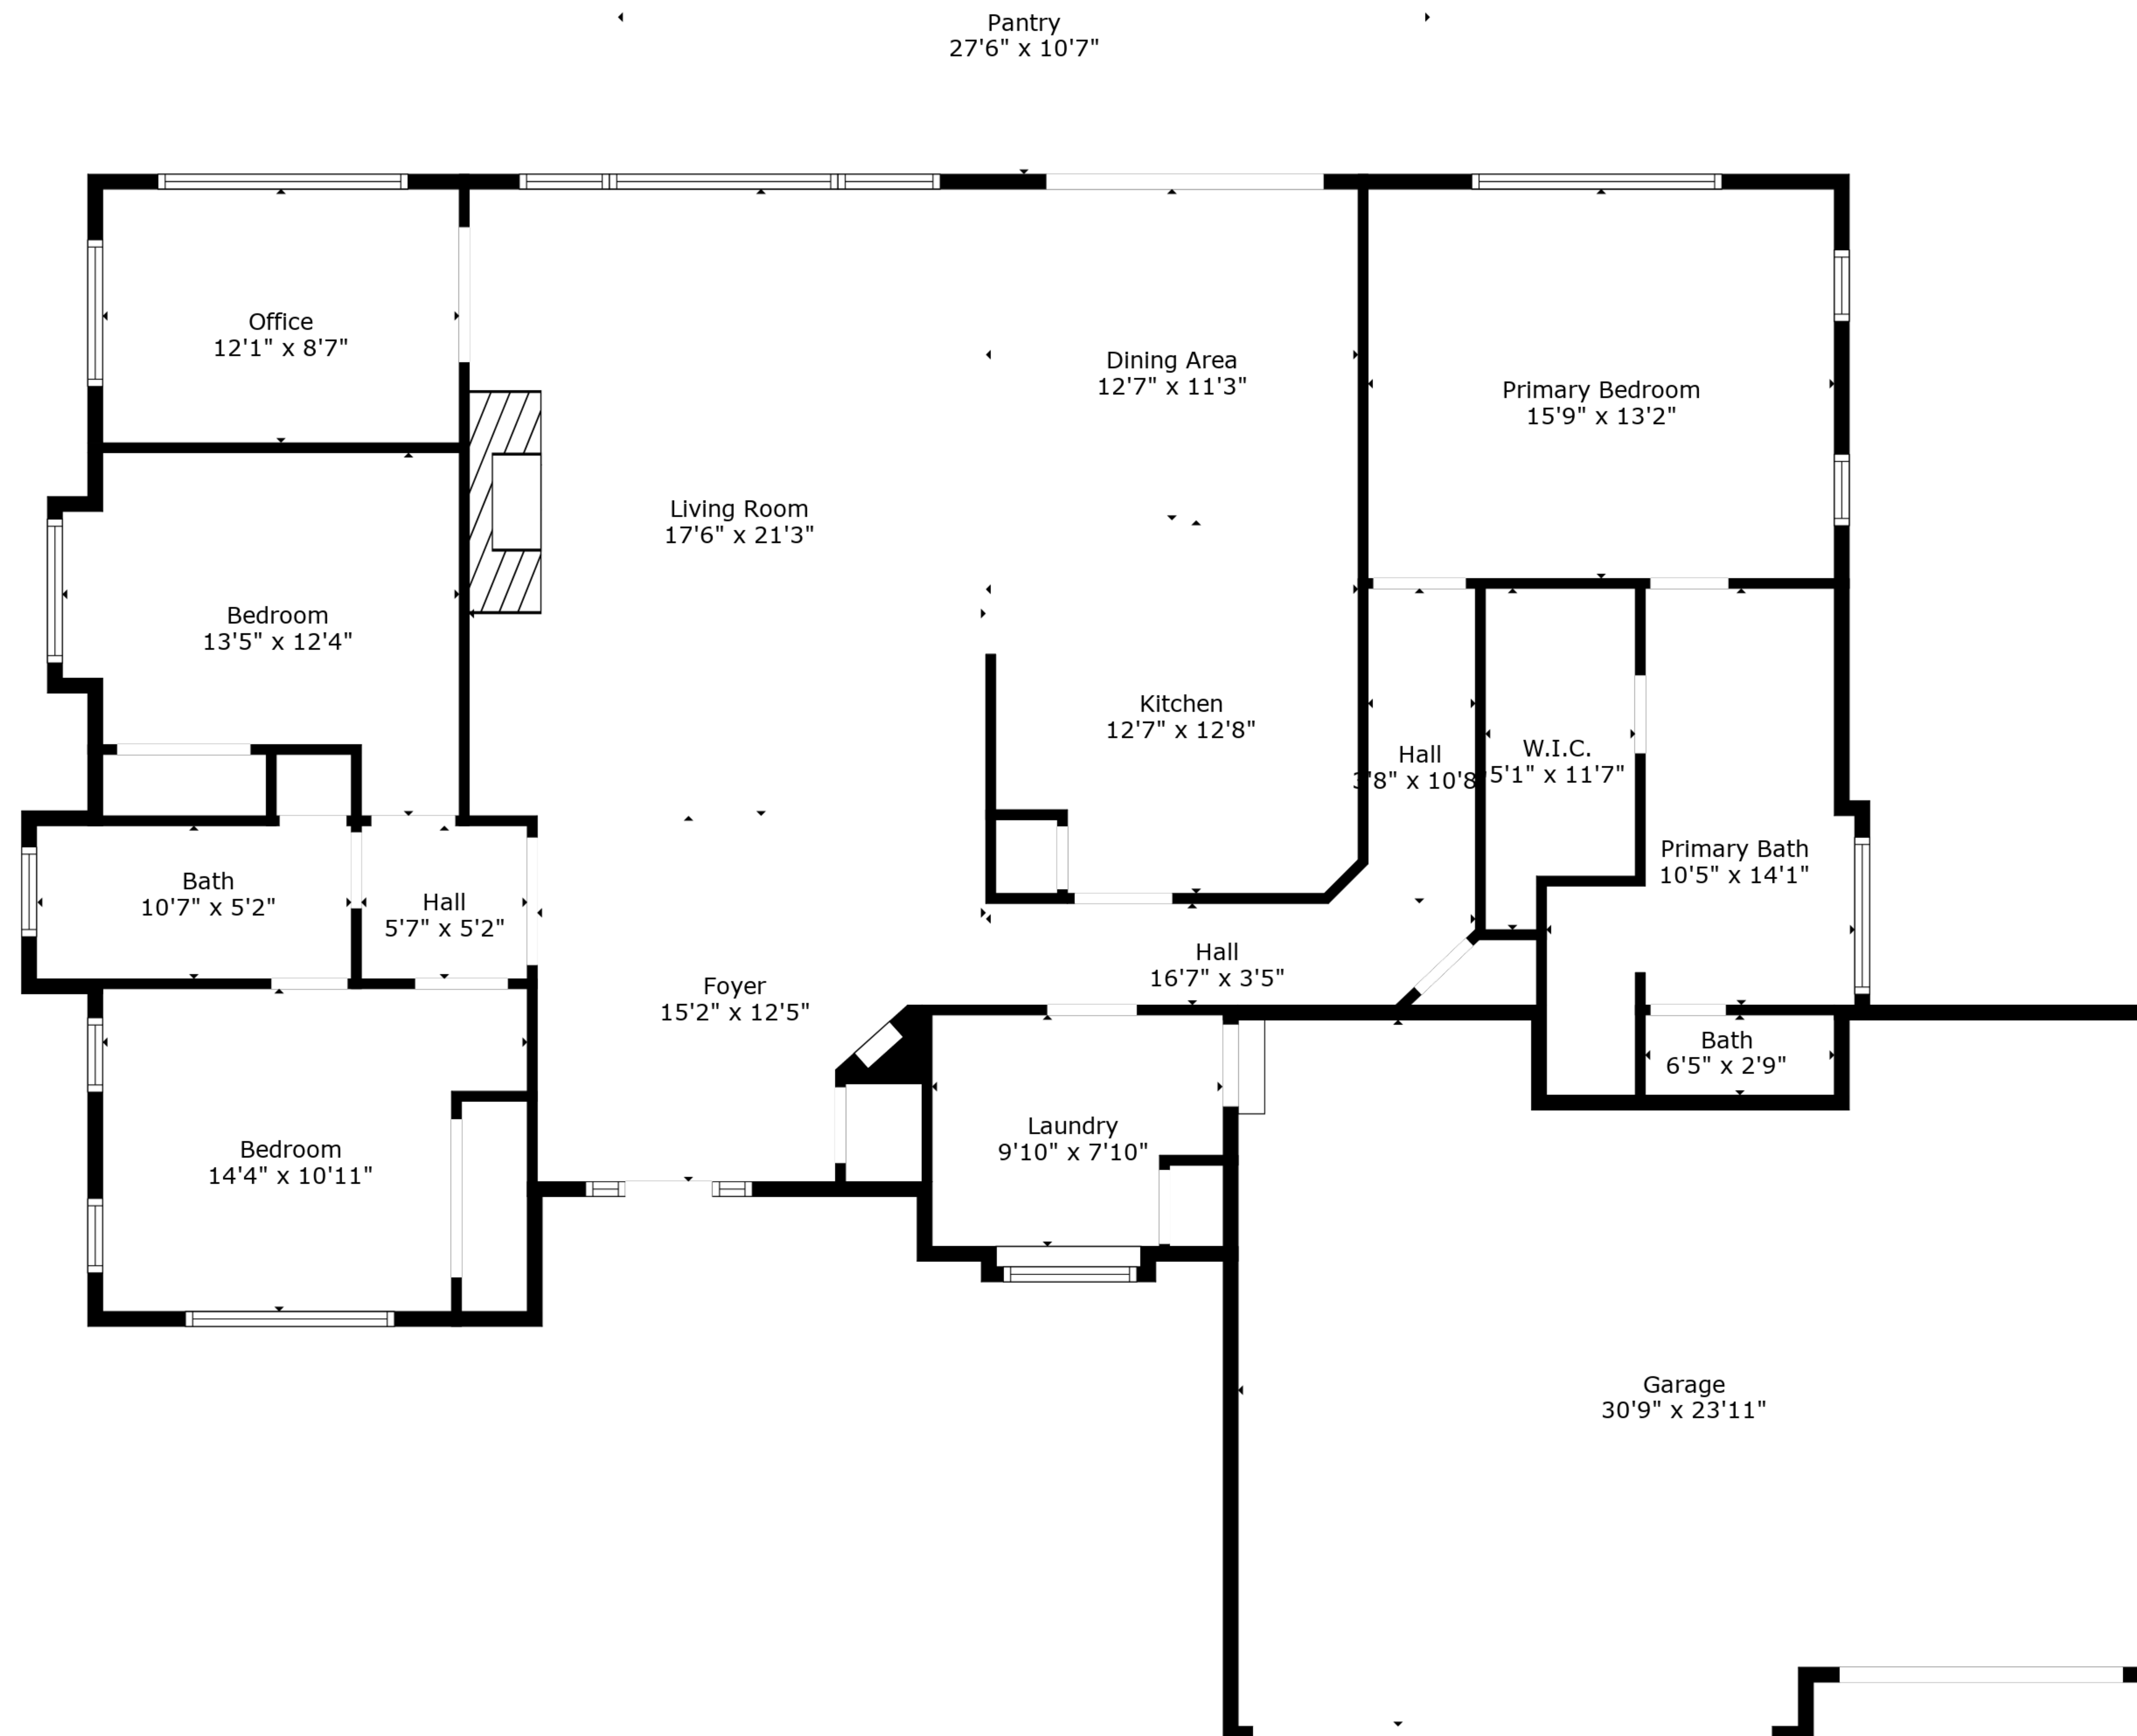 Pantry
27'6" x 10'7"
Office
12'1" x 8'7"
Dining Area
12'7" x 11'3"
Primary Bedroom
15'9" x 13'2"
Living Room
17'6" x 21'3"
Bedroom
13'5" x 12'4"
Kitchen
12'7" x 12'8"
Hall
3'8" x 10'8
W.I.C.
5'1" x 11'7"
Primary Bath
10'5" x 14'1"
Bath
10'7" x 5'2"
Hall
5'7" x 5'2"
Hall
16'7" x 3'5"
Foyer
15'2" x 12'5"
Bath
6'5" x 2'9"
Laundry
9'10" x 7'10"
Bedroom
14'4" x 10'11"
Garage
30'9" x 23'11"